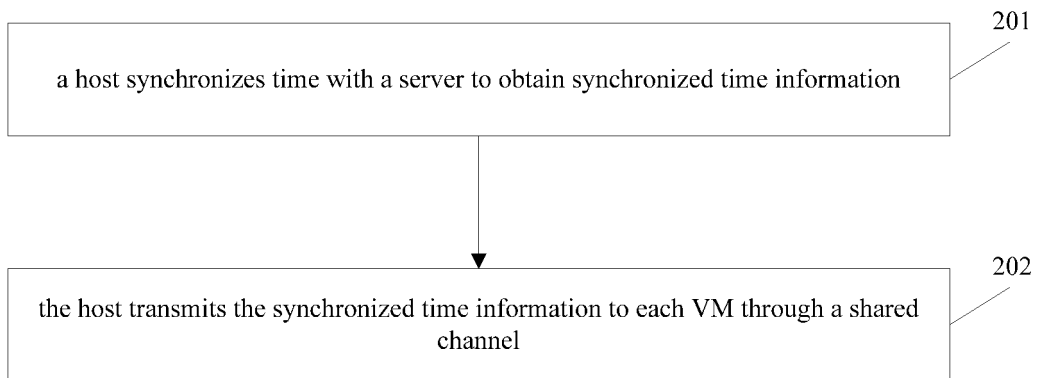 201
a host synchronizes time with a server to obtain synchronized time information
202
the host transmits the synchronized time information to each VM through a shared
channel